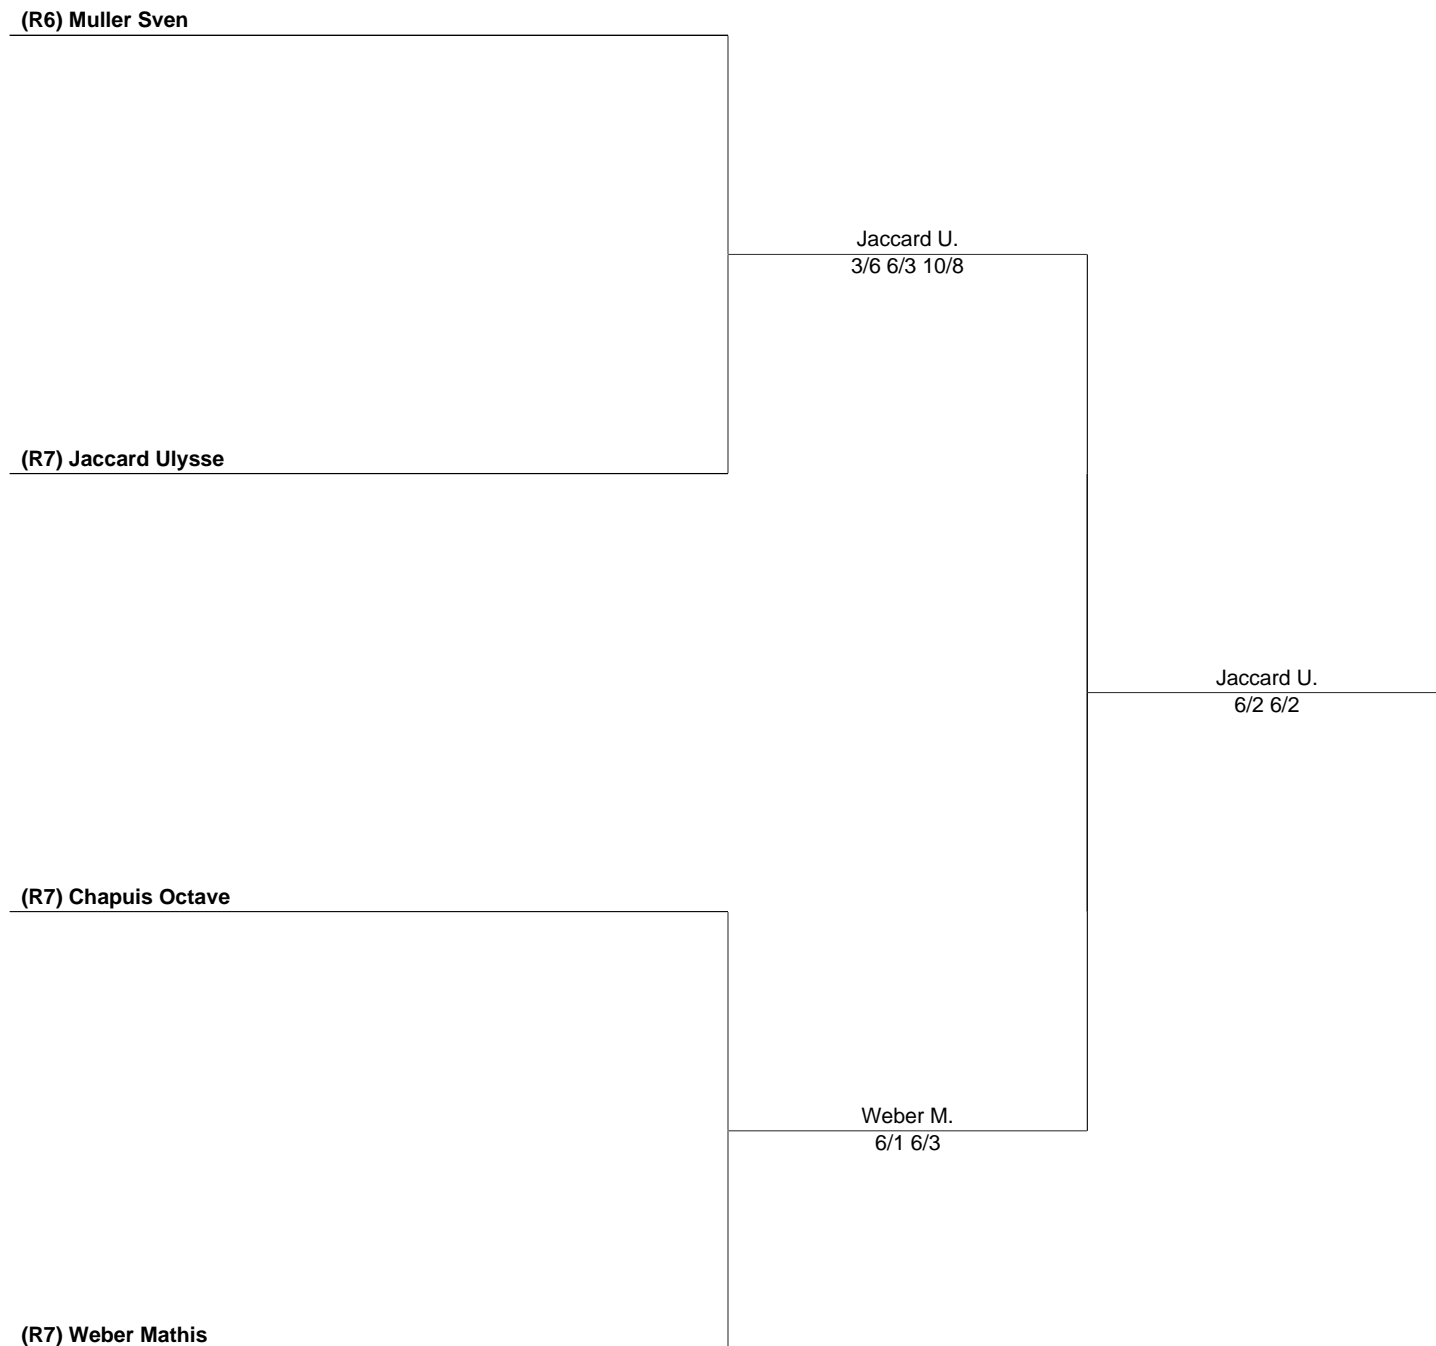 (R6) Muller Sven
Jaccard U.
3/6 6/3 10/8
(R7) Jaccard Ulysse
Jaccard U.
6/2 6/2
(R7) Chapuis Octave
Weber M.
6/1 6/3
(R7) Weber Mathis